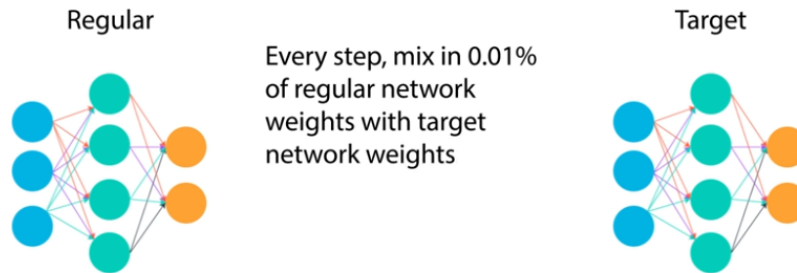 Regular
Target
Every step, mix in 0.01%
of regular network
weights with target
network weights